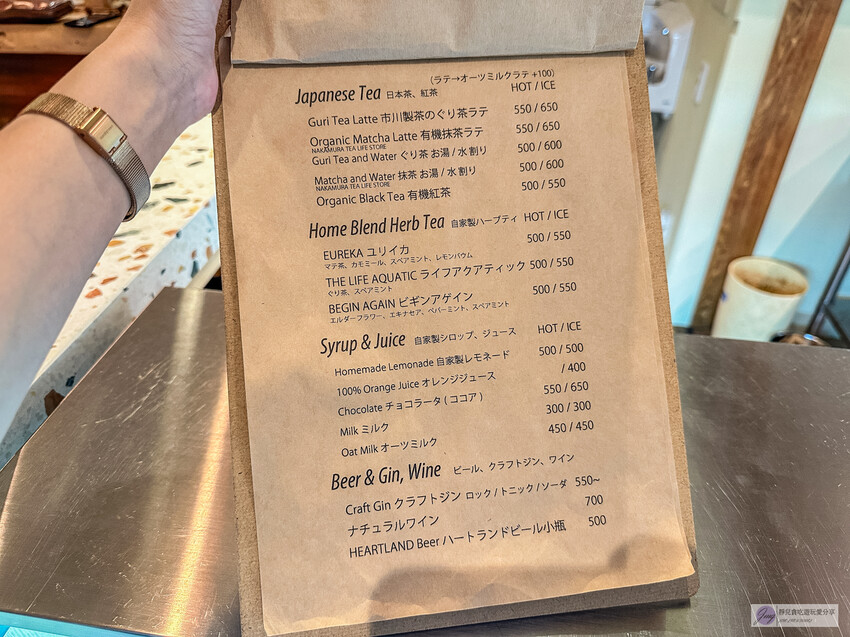 (ラテ→オーツミルクラテ +100)
Japanese Tea 日本茶、紅茶 HOT / ICE
Guri Tea Latte 市川製茶のぐり茶ラテ 550 / 650
Organic Matcha Latte 有機抹茶ラテ 550 / 650
NAKAMURA TEA LIFE STORE
Guri Tea and Water ぐり茶 お湯 / 水 割り 500 / 600
Matcha and Water 抹茶 お湯 / 水 割り 500 / 600
NAKAMURA TEA LIFE STORE
Organic Black Tea 有機紅茶 500 / 550
Home Blend Herb Tea 自家製ハーブティ HOT / ICE
EUREKA ユリイカ 500 / 550
マテ茶、カモミール、スペアミント、レモンバウム
THE LIFE AQUATIC ライフアクアティック 500 / 550
ぐり茶、スペアミント
BEGIN AGAIN ビギンアゲイン 500 / 550
エルダーフラワー、エキナセア、ペパーミント、スペアミント
Syrup & Juice 自家製シロップ、ジュース HOT / ICE
Homemade Lemonade 自家製レモネード 500 / 500
100% Orange Juice オレンジジュース / 400
Chocolate チョコラータ ( ココア ) 550 / 650
Milk ミルク 300 / 300
Oat Milk オーツミルク 450 / 450
Beer & Gin, Wine ビール、クラフトジン、ワイン
Craft Gin クラフトジン ロック / トニック / ソーダ 550~
ナチュラルワイン 700
HEARTLAND Beer ハートランドビール小瓶 500
靜兒貪吃遊玩愛分享